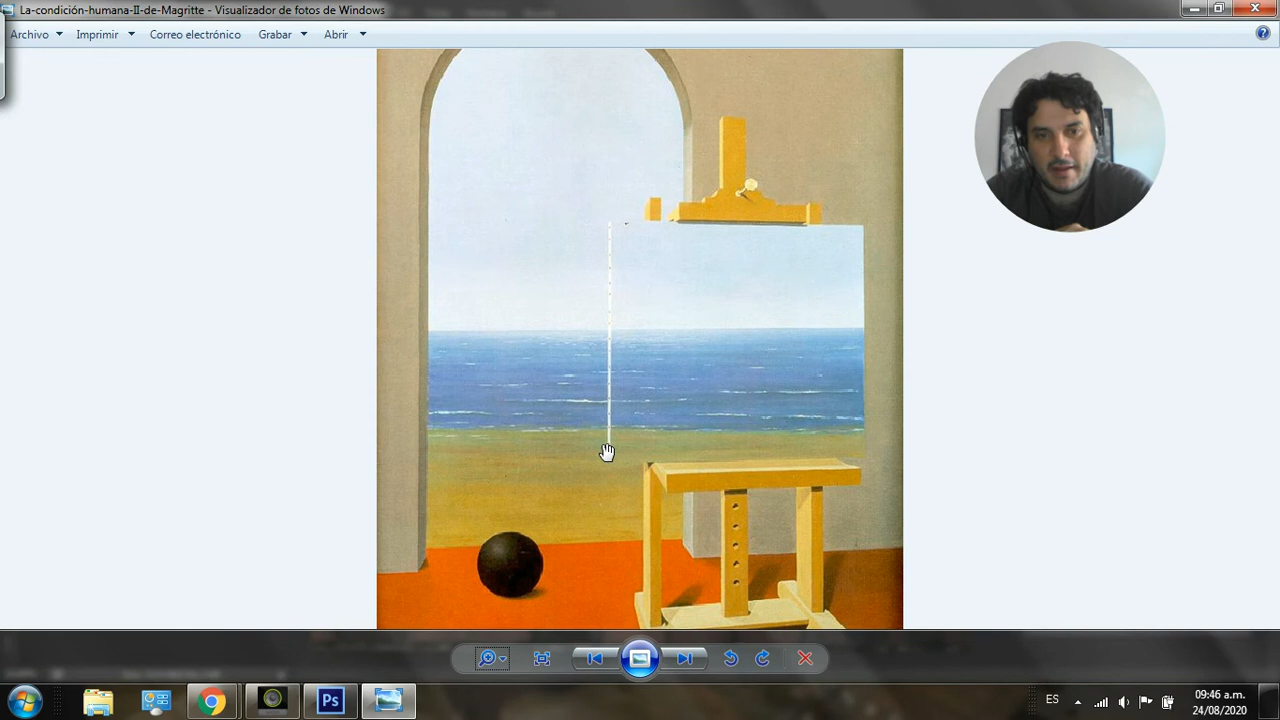 La-condición-humana-II-de-Magritte - Visualizador de fotos de Windows
Archivo Imprimir Correo electrónico Grabar Abrir
?
Ps
ES
09:46 a.m.
24/08/2020